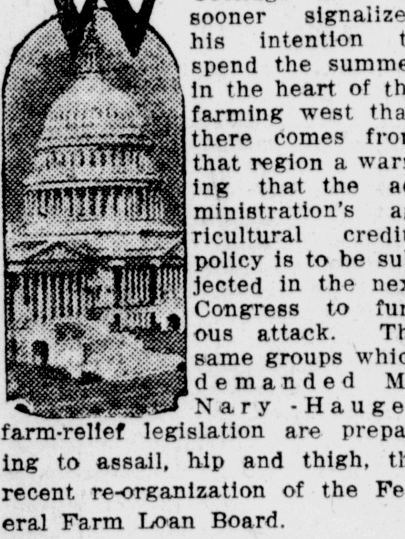 W
sooner signalize
his intention t
spend the summe
in the heart of th
farming west tha
there comes fron
that region a war
ing that the a
ministration's a
ricultural credit
policy is to be su
jected in the nex
Congress to fur
ous attack. Th
same groups whic
demanded M
Nary-Hauge
farm-relief legislation are prepa
ing to assail, hip and thigh, th
recent re-organization of the Fe
eral Farm Loan Board.